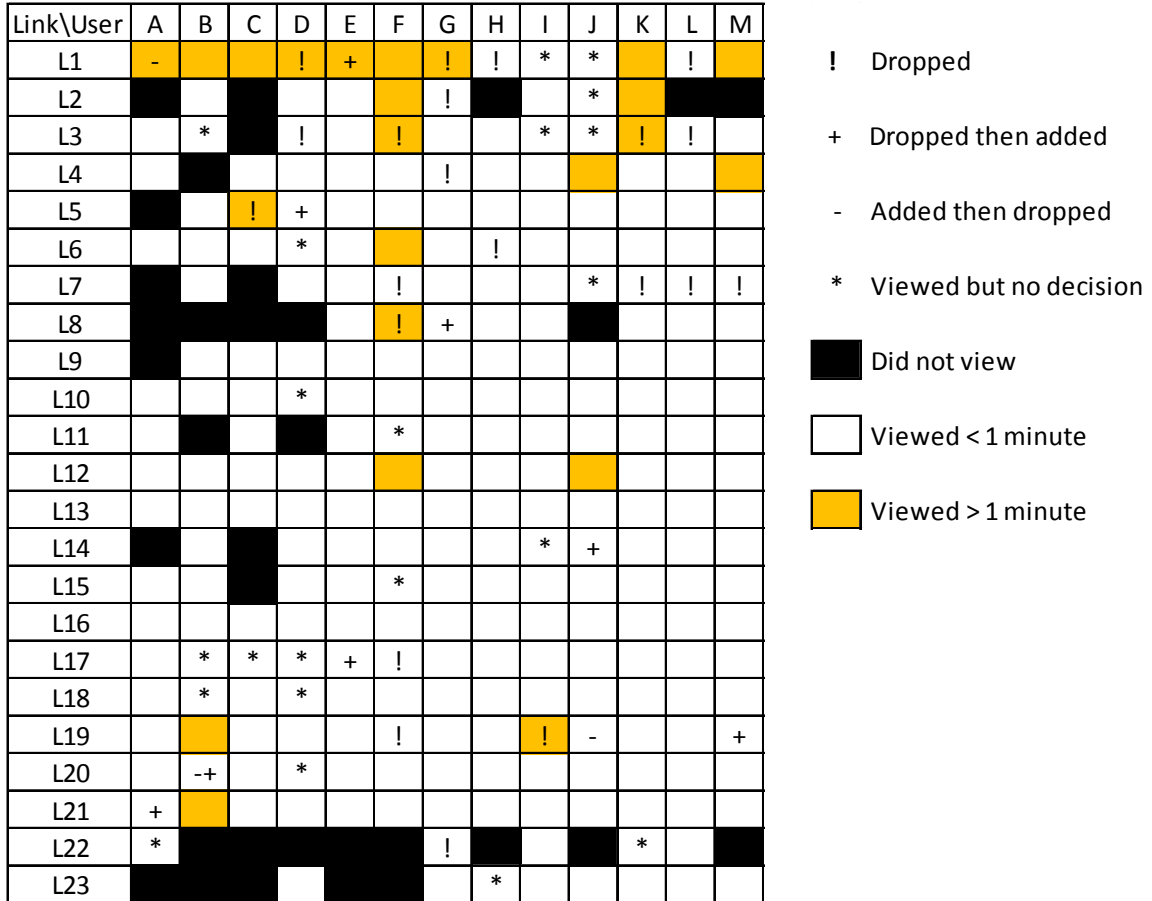 Link\User A B C D E F G H I J K L M
L1 - ! + ! ! * * !
L2 ! *
L3 * ! ! * * ! !
L4 !
L5 ! +
L6 * !
L7 ! * ! ! !
L8 ! +
L9
L10 *
L11 *
L12
L13
L14 * +
L15 *
L16
L17 * * * + !
L18 * *
L19 ! ! - +
L20 -+ *
L21 +
L22 * ! *
L23 *
! Dropped
+ Dropped then added
- Added then dropped
* Viewed but no decision
Did not view
Viewed < 1 minute
Viewed > 1 minute